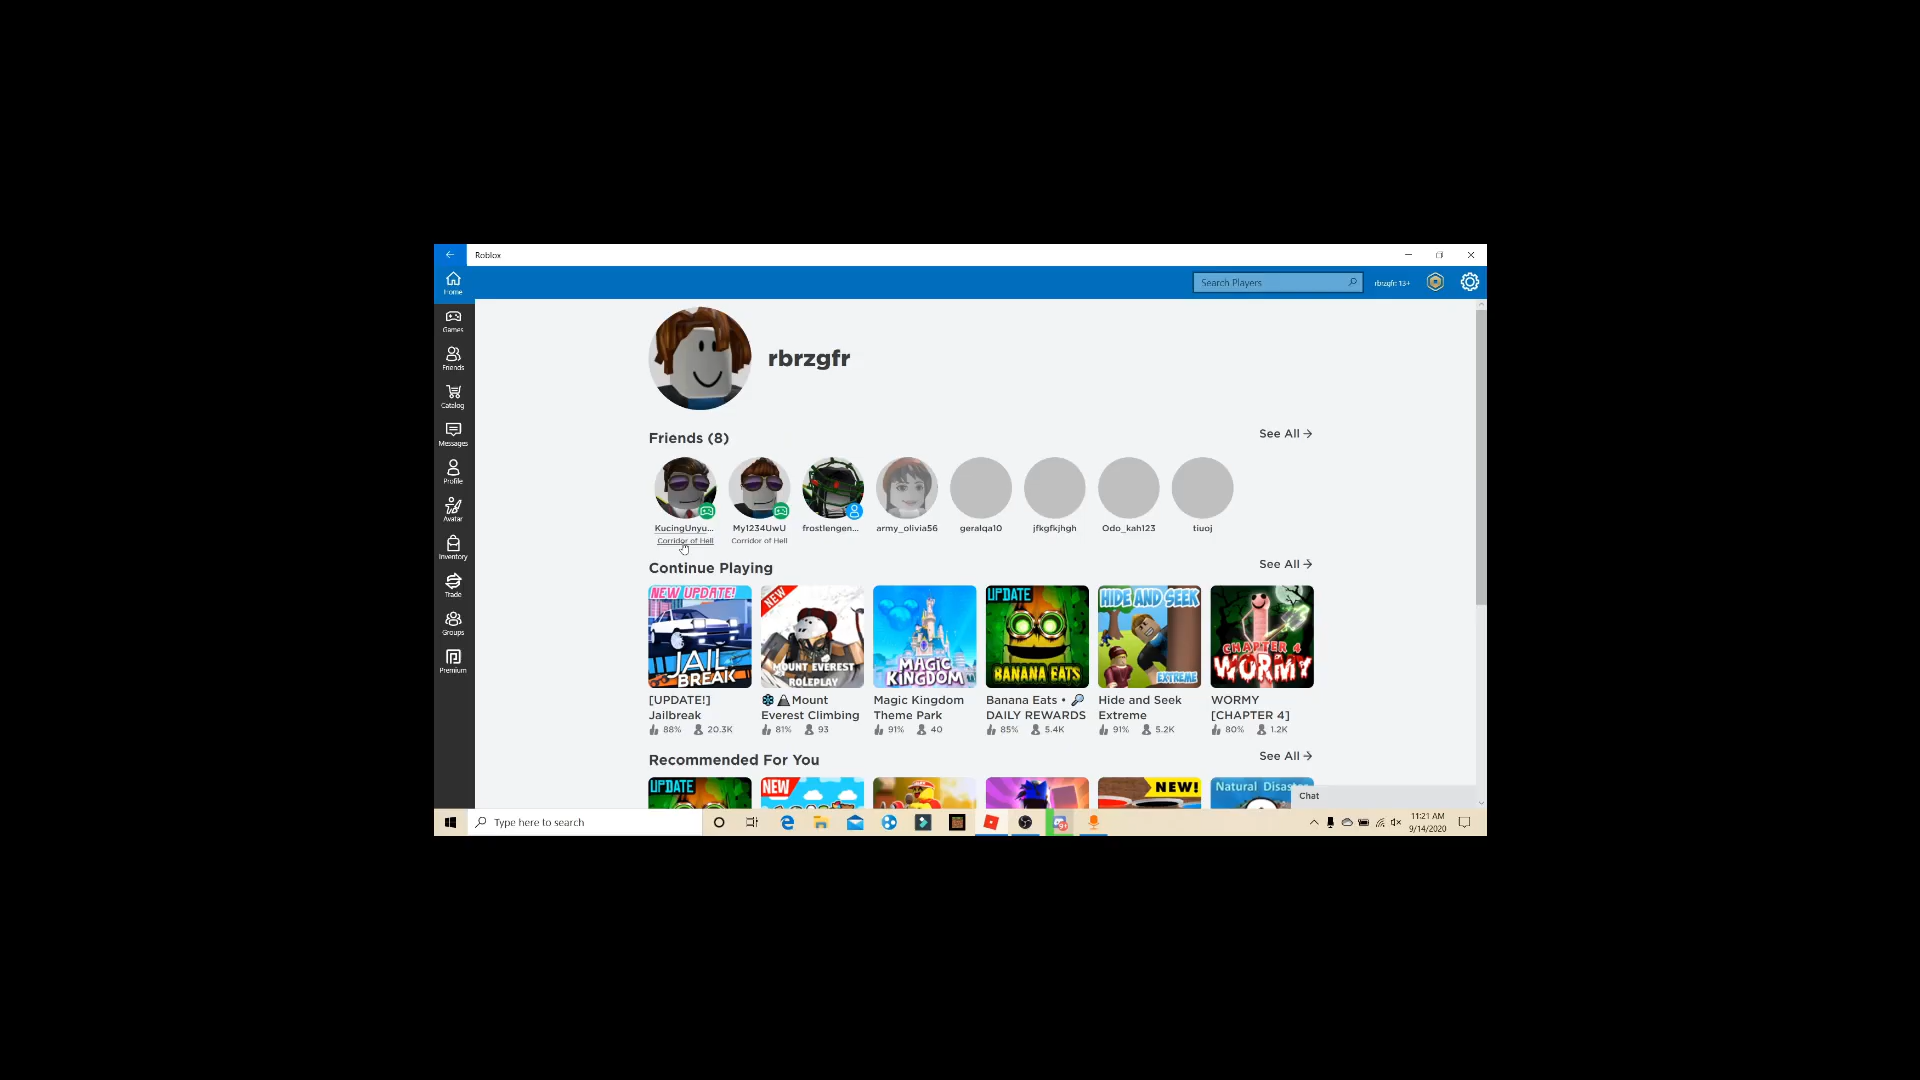 Roblox
Search Players
rbrzgfr: 13+
Home
Games
Friends
Catalog
Messages
Profile
Avatar
Inventory
Trade
Groups
Premium
rbrzgfr
Friends (8)
See All →
KucingUnyu...
My1234UwU
frostlengen...
army_olivia56
geralqa10
jfkgfkjhgh
Odo_kah123
tiuoj
Corridor of Hell
Corridor of Hell
Continue Playing
See All →
NEW UPDATE!
JAIL
BREAK
NEW
MOUNT EVEREST
ROLEPLAY
MAGIC
KINGDOM
UPDATE
BANANA EATS
HIDE AND SEEK
EXTREME
CHAPTER 4
WORMY
[UPDATE!]
Jailbreak
88% 20.3K
Mount
Everest Climbing
81% 93
Magic Kingdom
Theme Park
91% 40
Banana Eats •
DAILY REWARDS
85% 5.4K
Hide and Seek
Extreme
91% 5.2K
WORMY
[CHAPTER 4]
80% 1.2K
Recommended For You
See All →
UPDATE
NEW
NEW!
Chat
Type here to search
11:21 AM
9/14/2020